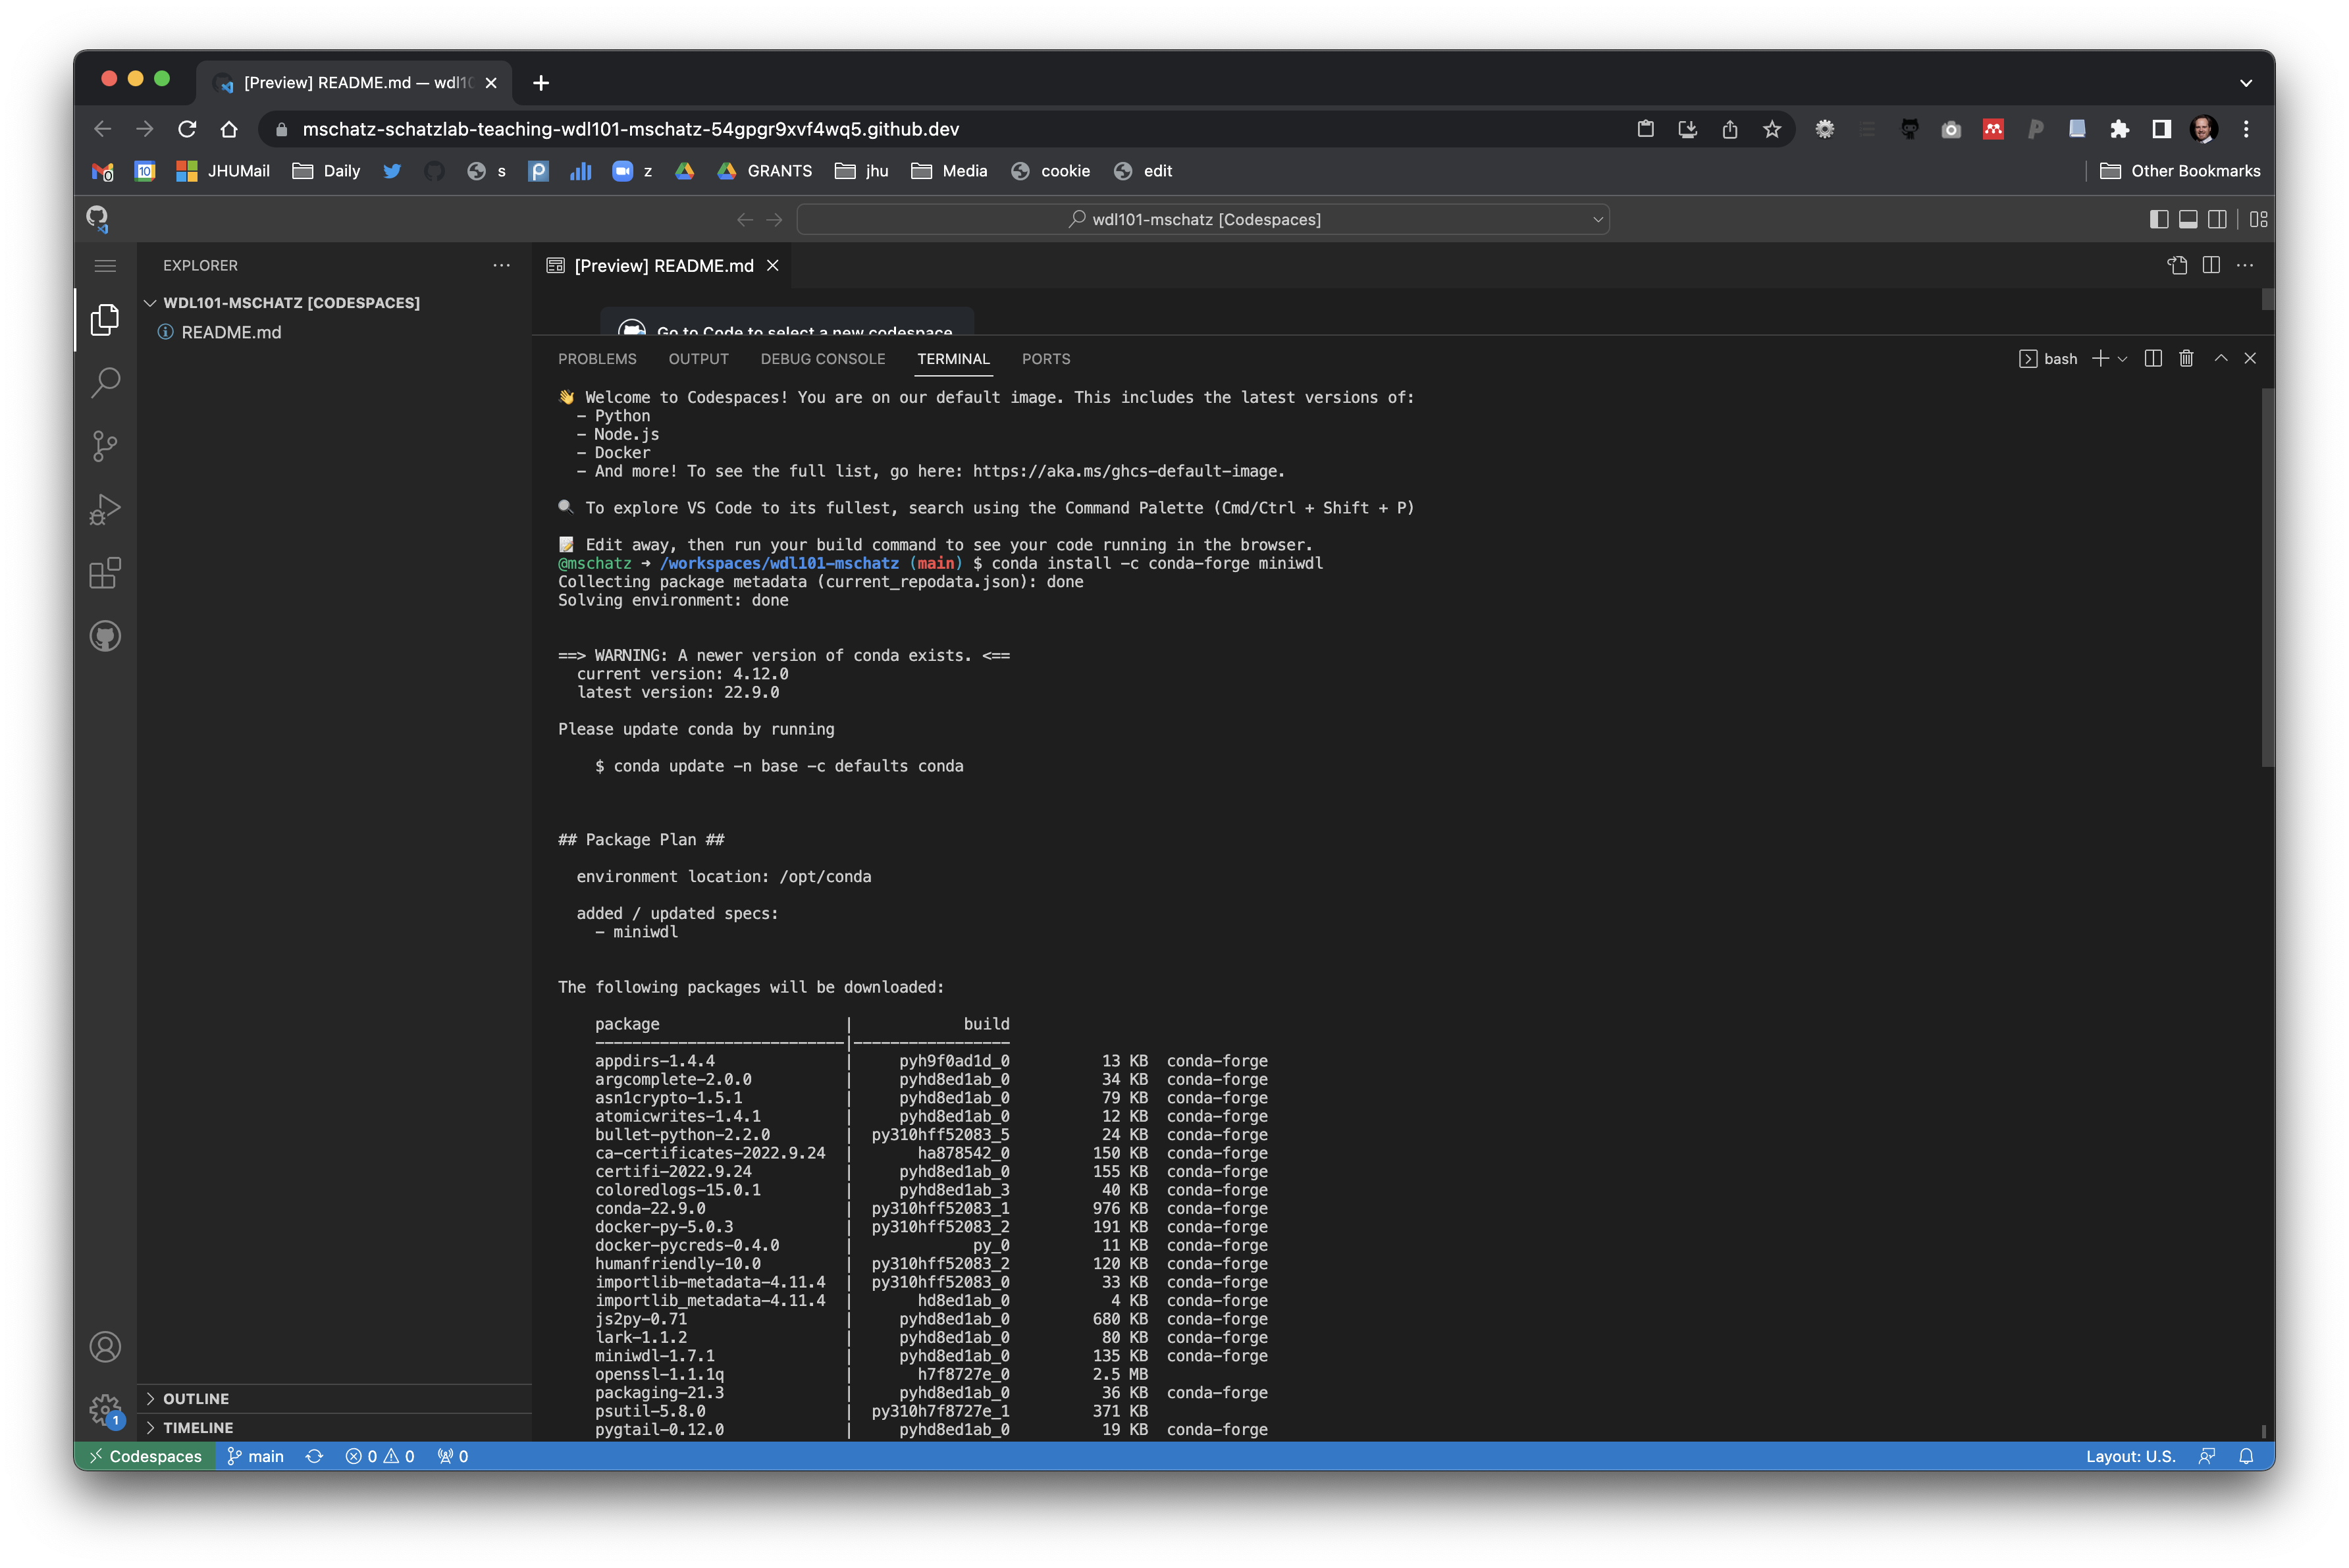 [Preview] README.md — wdl10
mschatz-schatzlab-teaching-wdl101-mschatz-54gpgr9xvf4wq5.github.dev
0 10 JHUMail Daily s z GRANTS jhu Media cookie edit Other Bookmarks
wdl101-mschatz [Codespaces]
EXPLORER
WDL101-MSCHATZ [CODESPACES]
README.md
[Preview] README.md
Go to Code to select a new codespace
PROBLEMS OUTPUT DEBUG CONSOLE TERMINAL PORTS
bash
👋 Welcome to Codespaces! You are on our default image. This includes the latest versions of:
- Python
- Node.js
- Docker
- And more! To see the full list, go here: https://aka.ms/ghcs-default-image.
🔍 To explore VS Code to its fullest, search using the Command Palette (Cmd/Ctrl + Shift + P)
📝 Edit away, then run your build command to see your code running in the browser.
@mschatz ➜ /workspaces/wdl101-mschatz (main) $ conda install -c conda-forge miniwdl
Collecting package metadata (current_repodata.json): done
Solving environment: done
==> WARNING: A newer version of conda exists. <==
current version: 4.12.0
latest version: 22.9.0
Please update conda by running
$ conda update -n base -c defaults conda
## Package Plan ##
environment location: /opt/conda
added / updated specs:
- miniwdl
The following packages will be downloaded:
package | build
---------------------------|-----------------
appdirs-1.4.4 | pyh9f0ad1d_0 13 KB conda-forge
argcomplete-2.0.0 | pyhd8ed1ab_0 34 KB conda-forge
asn1crypto-1.5.1 | pyhd8ed1ab_0 79 KB conda-forge
atomicwrites-1.4.1 | pyhd8ed1ab_0 12 KB conda-forge
bullet-python-2.2.0 | py310hff52083_5 24 KB conda-forge
ca-certificates-2022.9.24 | ha878542_0 150 KB conda-forge
certifi-2022.9.24 | pyhd8ed1ab_0 155 KB conda-forge
coloredlogs-15.0.1 | pyhd8ed1ab_3 40 KB conda-forge
conda-22.9.0 | py310hff52083_1 976 KB conda-forge
docker-py-5.0.3 | py310hff52083_2 191 KB conda-forge
docker-pycreds-0.4.0 | py_0 11 KB conda-forge
humanfriendly-10.0 | py310hff52083_2 120 KB conda-forge
importlib-metadata-4.11.4 | py310hff52083_0 33 KB conda-forge
importlib_metadata-4.11.4 | hd8ed1ab_0 4 KB conda-forge
js2py-0.71 | pyhd8ed1ab_0 680 KB conda-forge
lark-1.1.2 | pyhd8ed1ab_0 80 KB conda-forge
miniwdl-1.7.1 | pyhd8ed1ab_0 135 KB conda-forge
openssl-1.1.1q | h7f8727e_0 2.5 MB
packaging-21.3 | pyhd8ed1ab_0 36 KB conda-forge
psutil-5.8.0 | py310h7f8727e_1 371 KB
pygtail-0.12.0 | pyhd8ed1ab_0 19 KB conda-forge
OUTLINE
TIMELINE
1
Codespaces main 0 0 0 Layout: U.S.